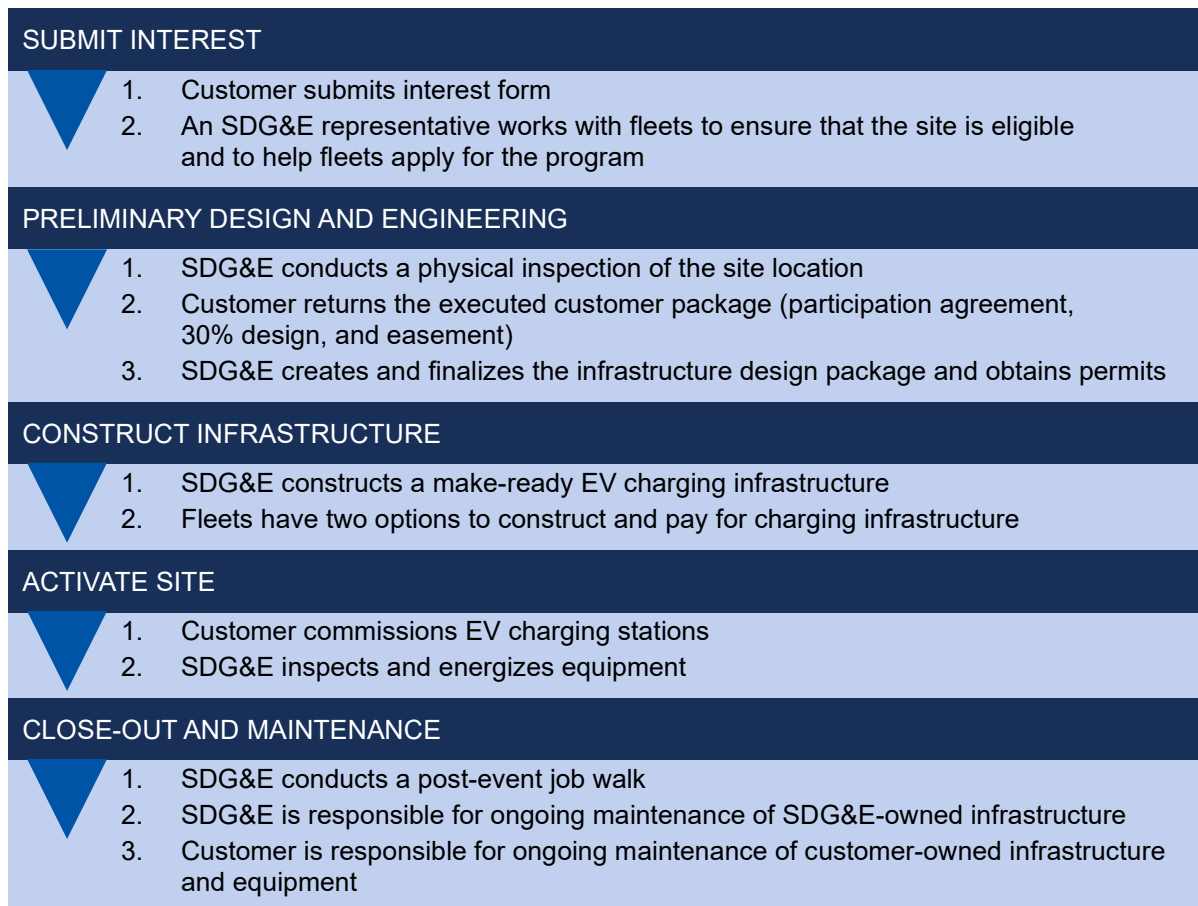 SUBMIT INTEREST
1. Customer submits interest form
2. An SDG&E representative works with fleets to ensure that the site is eligible
and to help fleets apply for the program
PRELIMINARY DESIGN AND ENGINEERING
1. SDG&E conducts a physical inspection of the site location
2. Customer returns the executed customer package (participation agreement,
30% design, and easement)
3. SDG&E creates and finalizes the infrastructure design package and obtains permits
CONSTRUCT INFRASTRUCTURE
1. SDG&E constructs a make-ready EV charging infrastructure
2. Fleets have two options to construct and pay for charging infrastructure
ACTIVATE SITE
1. Customer commissions EV charging stations
2. SDG&E inspects and energizes equipment
CLOSE-OUT AND MAINTENANCE
1. SDG&E conducts a post-event job walk
2. SDG&E is responsible for ongoing maintenance of SDG&E-owned infrastructure
3. Customer is responsible for ongoing maintenance of customer-owned infrastructure
and equipment